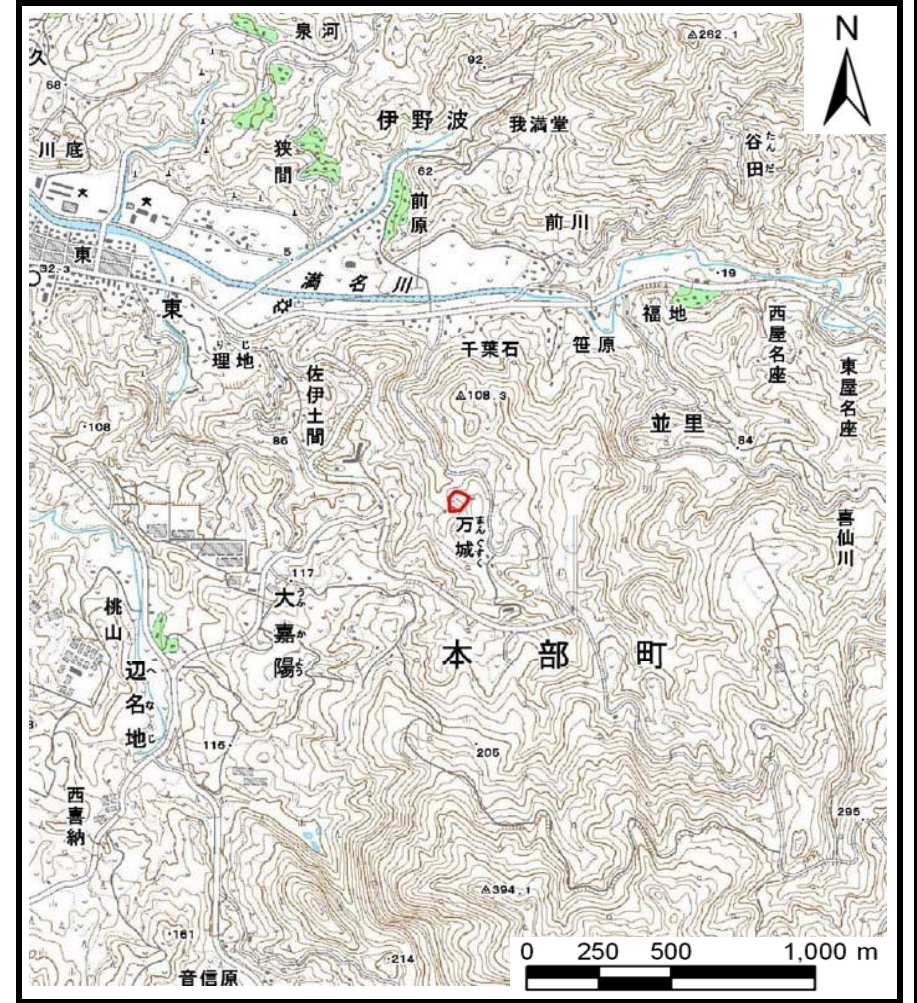 泉河
262.1
N
久
92
68
伊野波
我満堂
川底
狭間
谷田
たんだ
62
前原
前川
5
東
満名川
19
32.3
東
福地
西屋名座
理地
りじ
千葉石
笹原
佐伊土間
東屋名座
108.3
並里
108
86
84
万城
まんぐすく
喜仙川
117
大嘉陽
うふかよう
桃山
本部町
辺名地
へなじ
200
116
205
西喜納
295
394.1
161
214
音信原
0 250 500 1,000 m